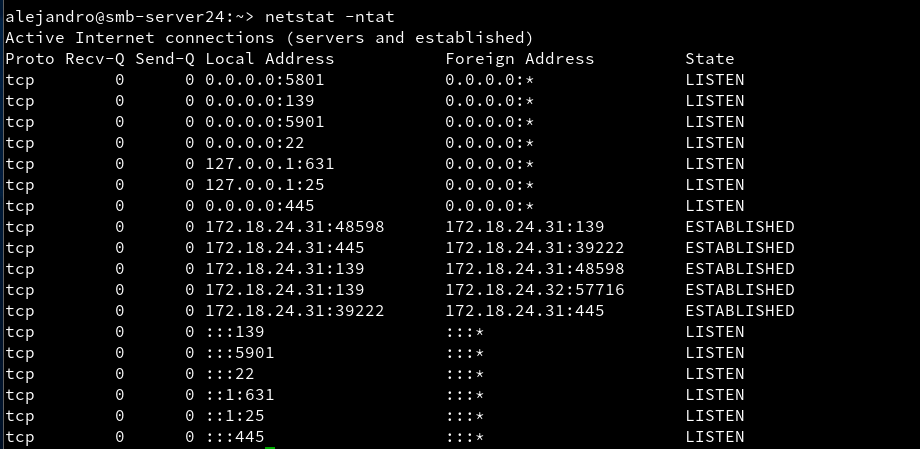 alejandro@smb-server24:~> netstat -ntat
Active Internet connections (servers and established)
Proto Recv-Q Send-Q Local Address           Foreign Address         State
tcp        0      0 0.0.0.0:5801            0.0.0.0:*               LISTEN
tcp        0      0 0.0.0.0:139             0.0.0.0:*               LISTEN
tcp        0      0 0.0.0.0:5901            0.0.0.0:*               LISTEN
tcp        0      0 0.0.0.0:22              0.0.0.0:*               LISTEN
tcp        0      0 127.0.0.1:631           0.0.0.0:*               LISTEN
tcp        0      0 127.0.0.1:25            0.0.0.0:*               LISTEN
tcp        0      0 0.0.0.0:445             0.0.0.0:*               LISTEN
tcp        0      0 172.18.24.31:48598      172.18.24.31:139        ESTABLISHED
tcp        0      0 172.18.24.31:445        172.18.24.31:39222      ESTABLISHED
tcp        0      0 172.18.24.31:139        172.18.24.31:48598      ESTABLISHED
tcp        0      0 172.18.24.31:139        172.18.24.32:57716      ESTABLISHED
tcp        0      0 172.18.24.31:39222      172.18.24.31:445        ESTABLISHED
tcp        0      0 :::139                  :::*                    LISTEN
tcp        0      0 :::5901                 :::*                    LISTEN
tcp        0      0 :::22                   :::*                    LISTEN
tcp        0      0 ::1:631                 :::*                    LISTEN
tcp        0      0 ::1:25                  :::*                    LISTEN
tcp        0      0 :::445                  :::*                    LISTEN